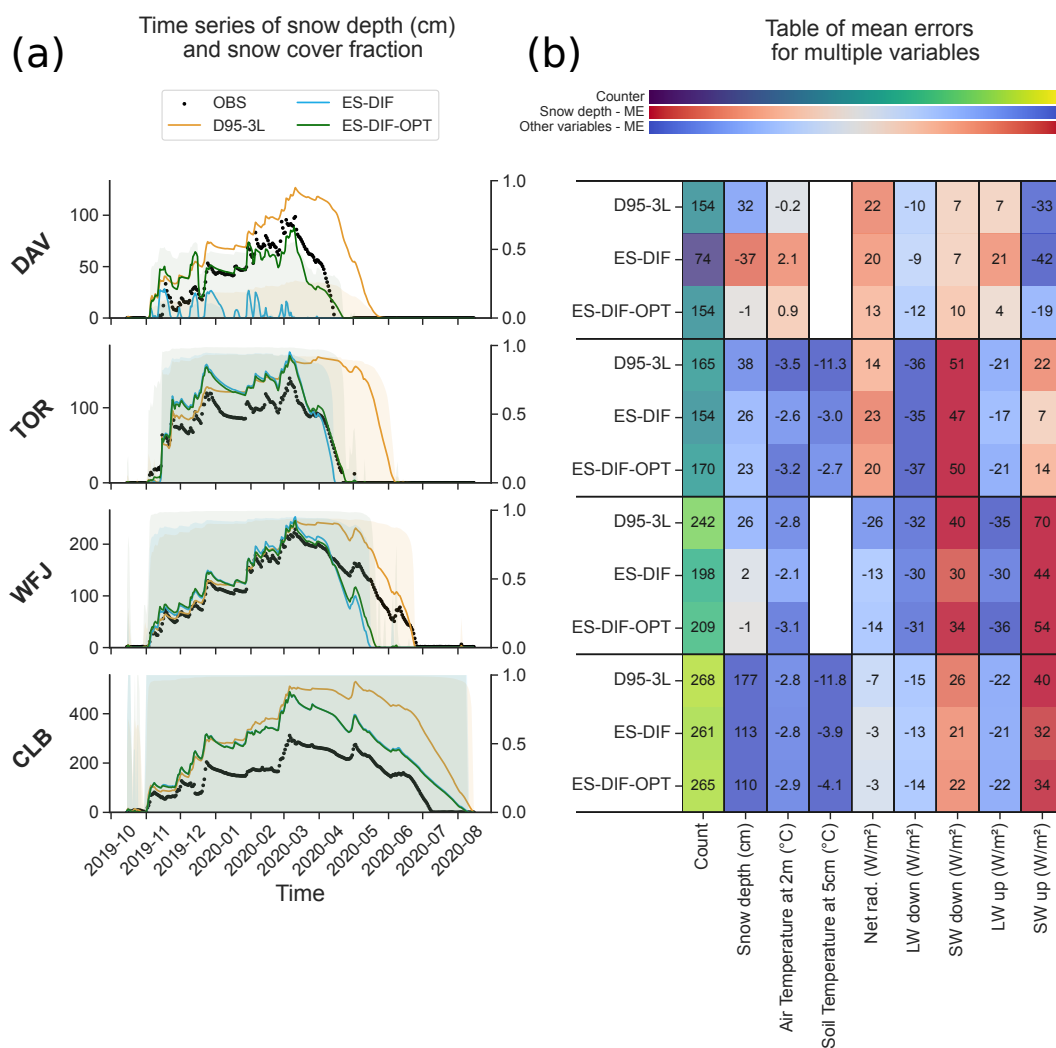 (a)
Time series of snow depth (cm)
and snow cover fraction
OBS
D95-3L
ES-DIF
ES-DIF-OPT
DAV
100
50
0
1.0
0.5
0.0
TOR
100
0
1.0
0.5
0.0
WFJ
200
100
0
1.0
0.5
0.0
CLB
400
200
0
1.0
0.5
0.0
2019-10
2019-11
2019-12
2020-01
2020-02
2020-03
2020-04
2020-05
2020-06
2020-07
2020-08
Time
(b)
Table of mean errors
for multiple variables
Counter
Snow depth - ME
Other variables - ME
D95-3L 154 32 -0.2 22 -10 7 7 -33
ES-DIF 74 -37 2.1 20 -9 7 21 -42
ES-DIF-OPT 154 -1 0.9 13 -12 10 4 -19
D95-3L 165 38 -3.5 -11.3 14 -36 51 -21 22
ES-DIF 154 26 -2.6 -3.0 23 -35 47 -17 7
ES-DIF-OPT 170 23 -3.2 -2.7 20 -37 50 -21 14
D95-3L 242 26 -2.8 -26 -32 40 -35 70
ES-DIF 198 2 -2.1 -13 -30 30 -30 44
ES-DIF-OPT 209 -1 -3.1 -14 -31 34 -36 54
D95-3L 268 177 -2.8 -11.8 -7 -15 26 -22 40
ES-DIF 261 113 -2.8 -3.9 -3 -13 21 -21 32
ES-DIF-OPT 265 110 -2.9 -4.1 -3 -14 22 -22 34
Count
Snow depth (cm)
Air Temperature at 2m (°C)
Soil Temperature at 5cm (°C)
Net rad. (W/m²)
LW down (W/m²)
SW down (W/m²)
LW up (W/m²)
SW up (W/m²)